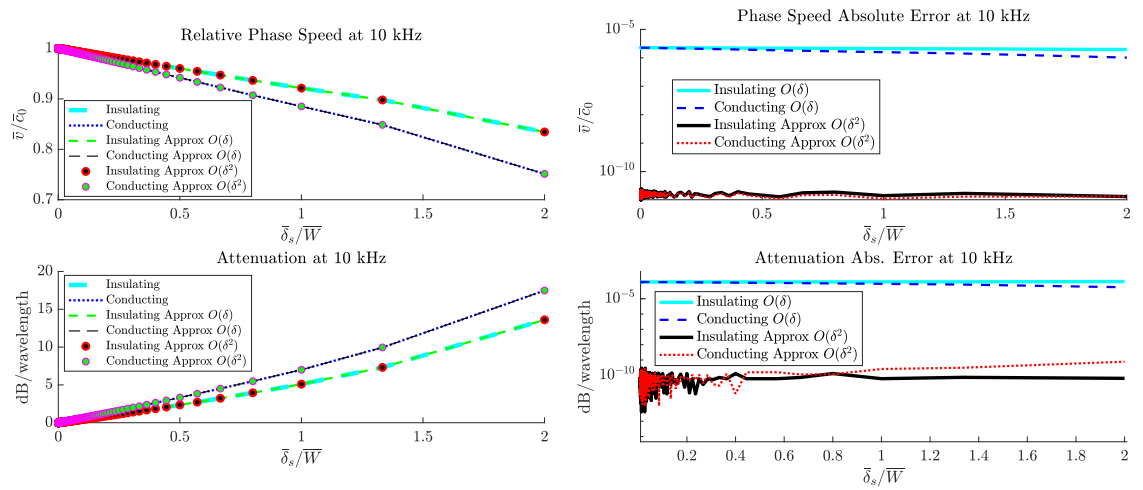 Relative Phase Speed at 10 kHz
v̄/c̄₀
1
0.9
0.8
0.7
Insulating
Conducting
Insulating Approx O(δ)
Conducting Approx O(δ)
Insulating Approx O(δ²)
Conducting Approx O(δ²)
0 0.5 1 1.5 2
δ̄ₛ/W̄
Phase Speed Absolute Error at 10 kHz
v̄/c̄₀
10⁻⁵
10⁻¹⁰
Insulating O(δ)
Conducting O(δ)
Insulating Approx O(δ²)
Conducting Approx O(δ²)
0 0.5 1 1.5 2
δ̄ₛ/W̄
Attenuation at 10 kHz
dB/wavelength
20
15
10
5
0
Insulating
Conducting
Insulating Approx O(δ)
Conducting Approx O(δ)
Insulating Approx O(δ²)
Conducting Approx O(δ²)
0 0.5 1 1.5 2
δ̄ₛ/W̄
Attenuation Abs. Error at 10 kHz
dB/wavelength
10⁻⁵
10⁻¹⁰
Insulating O(δ)
Conducting O(δ)
Insulating Approx O(δ²)
Conducting Approx O(δ²)
0.2 0.4 0.6 0.8 1 1.2 1.4 1.6 1.8 2
δ̄ₛ/W̄